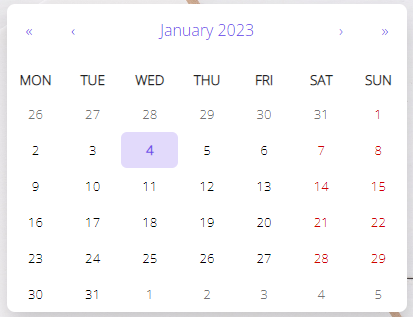 « ‹ January 2023 › »
MON TUE WED THU FRI SAT SUN
26 27 28 29 30 31 1
2 3 4 5 6 7 8
9 10 11 12 13 14 15
16 17 18 19 20 21 22
23 24 25 26 27 28 29
30 31 1 2 3 4 5